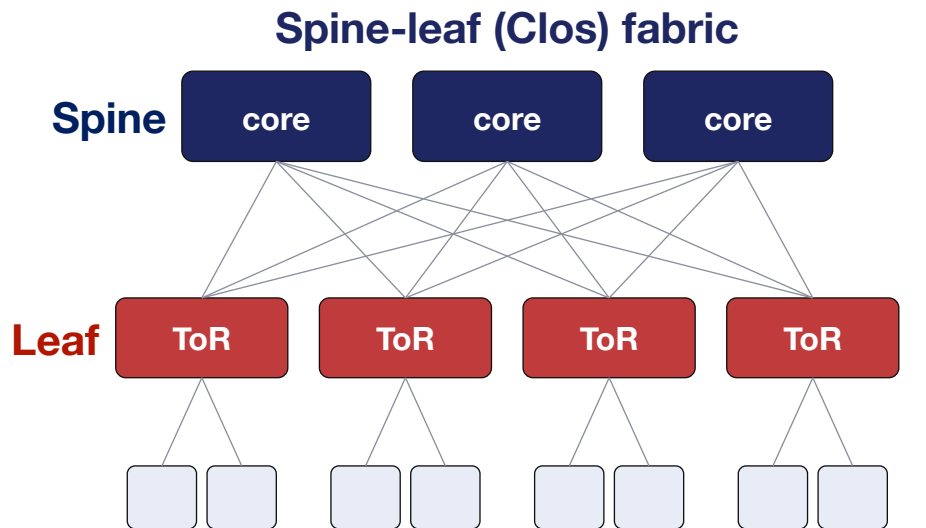 Spine-leaf (Clos) fabric
Spine
core
core
core
Leaf
ToR
ToR
ToR
ToR